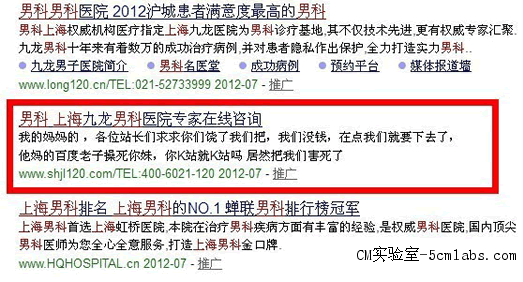 男科男科医院 2012沪城患者满意度最高的男科
男科上海权威机构医疗指定上海九龙医院为男科诊疗基地,其不仅技术先进,更有权威专家汇聚.
九龙男科十年来有着数万的成功治疗病例,并对患者隐私作出保护,全力打造实力男科..
九龙男子医院简介 男科名医堂 成功病例 预约平台 媒体报道墙
www.long120.cn/TEL:021-52733999 2012-07 - 推广
男科 上海九龙男科医院专家在线咨询
我的妈妈的 ，各位站长们求求你们饶了我们把，我们没钱，在点我们就要下去了，
他妈的百度老子操死你妹，你K站就K站吗 居然把我们害死了
www.shjl120.com/TEL:400-6021-120 2012-07 - 推广
上海男科排名 上海男科的NO.1 蝉联男科排行榜冠军
上海男科首选上海虹桥医院,本院在治疗男科疾病方面有丰富的经验,是权威男科医院,国内顶尖
男科医师为您全心全意服务,打造上海男科金口牌.
www.HQHOSPITAL.cn 2012-07 - 推广
CM实验室-5cmlabs.com